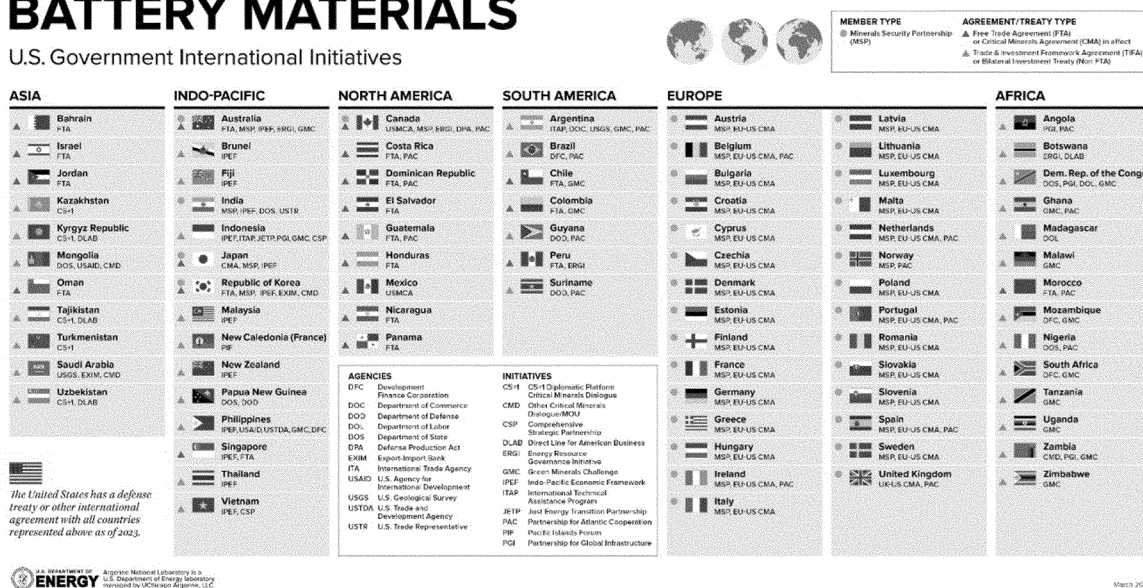 BATTERY MATERIALS
U.S. Government International Initiatives
MEMBER TYPE
Minerals Security Partnership
(MSP)
AGREEMENT/TREATY TYPE
Free Trade Agreement (FTA)
or Critical Minerals Agreement (CMA) in effect
Trade & Investment Framework Agreement (TIFA)
or Bilateral Investment Treaty (Non FTA)
ASIA
Bahrain
FTA
Israel
FTA
Jordan
FTA
Kazakhstan
C5+1
Kyrgyz Republic
C5+1, DLAB
Mongolia
DOS, USAID, CMD
Oman
FTA
Tajikistan
C5+1, DLAB
Turkmenistan
C5+1
Saudi Arabia
USGS, EXIM, CMD
Uzbekistan
C5+1, DLAB
The United States has a defense
treaty or other international
agreement with all countries
represented above as of 2023.
INDO-PACIFIC
Australia
FTA, MSP, IPEF, ERGI, GMC
Brunei
IPEF
Fiji
IPEF
India
MSP, IPEF, DOS, USTR
Indonesia
IPEF, ITAP, JETP, PGI, GMC, CSP
Japan
CMA, MSP, IPEF
Republic of Korea
FTA, MSP, IPEF, EXIM, CMD
Malaysia
IPEF
New Caledonia (France)
PIF
New Zealand
IPEF
Papua New Guinea
DOS, DOD
Philippines
IPEF, USAID, USTDA, GMC, DFC
Singapore
IPEF, FTA
Thailand
IPEF
Vietnam
IPEF, CSP
NORTH AMERICA
Canada
USMCA, MSP, ERGI, DPA, PAC
Costa Rica
FTA, PAC
Dominican Republic
FTA, PAC
El Salvador
FTA
Guatemala
FTA, PAC
Honduras
FTA
Mexico
USMCA
Nicaragua
FTA
Panama
FTA
SOUTH AMERICA
Argentina
ITAP, DOC, USGS, GMC, PAC
Brazil
DFC, PAC
Chile
FTA, GMC
Colombia
FTA, GMC
Guyana
DOD, PAC
Peru
FTA, ERGI
Suriname
DOD, PAC
AGENCIES
DFC Development
Finance Corporation
DOC Department of Commerce
DOD Department of Defense
DOL Department of Labor
DOS Department of State
DPA Defense Production Act
EXIM Export-Import Bank
ITA International Trade Agency
USAID U.S. Agency for
International Development
USGS U.S. Geological Survey
USTDA U.S. Trade and
Development Agency
USTR U.S. Trade Representative
INITIATIVES
C5+1 C5+1 Diplomatic Platform
Critical Minerals Dialogue
CMD Other Critical Minerals
Dialogue/MOU
CSP Comprehensive
Strategic Partnership
DLAB Direct Line for American Business
ERGI Energy Resource
Governance Initiative
GMC Green Minerals Challenge
IPEF Indo-Pacific Economic Framework
ITAP International Technical
Assistance Program
JETP Just Energy Transition Partnership
PAC Partnership for Atlantic Cooperation
PIF Pacific Islands Forum
PGI Partnership for Global Infrastructure
EUROPE
Austria
MSP, EU-US CMA
Belgium
MSP, EU-US CMA, PAC
Bulgaria
MSP, EU-US CMA
Croatia
MSP, EU-US CMA
Cyprus
MSP, EU-US CMA
Czechia
MSP, EU-US CMA
Denmark
MSP, EU-US CMA
Estonia
MSP, EU-US CMA
Finland
MSP, EU-US CMA
France
MSP, EU-US CMA
Germany
MSP, EU-US CMA
Greece
MSP, EU-US CMA
Hungary
MSP, EU-US CMA
Ireland
MSP, EU-US CMA, PAC
Italy
MSP, EU-US CMA
Latvia
MSP, EU-US CMA
Lithuania
MSP, EU-US CMA
Luxembourg
MSP, EU-US CMA
Malta
MSP, EU-US CMA
Netherlands
MSP, EU-US CMA, PAC
Norway
MSP, PAC
Poland
MSP, EU-US CMA
Portugal
MSP, EU-US CMA, PAC
Romania
MSP, EU-US CMA
Slovakia
MSP, EU-US CMA
Slovenia
MSP, EU-US CMA
Spain
MSP, EU-US CMA, PAC
Sweden
MSP, EU-US CMA
United Kingdom
UK-US CMA, PAC
AFRICA
Angola
PGI, PAC
Botswana
ERGI, DLAB
Dem. Rep. of the Cong
DOS, PGI, DOL, GMC
Ghana
GMC, PAC
Madagascar
DOL
Malawi
GMC
Morocco
FTA, PAC
Mozambique
DFC, GMC
Nigeria
DOS, PAC
South Africa
DFC, GMC
Tanzania
GMC
Uganda
GMC
Zambia
CMD, PGI, GMC
Zimbabwe
GMC
U.S. DEPARTMENT OF
ENERGY
Argonne National Laboratory is a
U.S. Department of Energy laboratory
managed by UChicago Argonne, LLC.
March 20